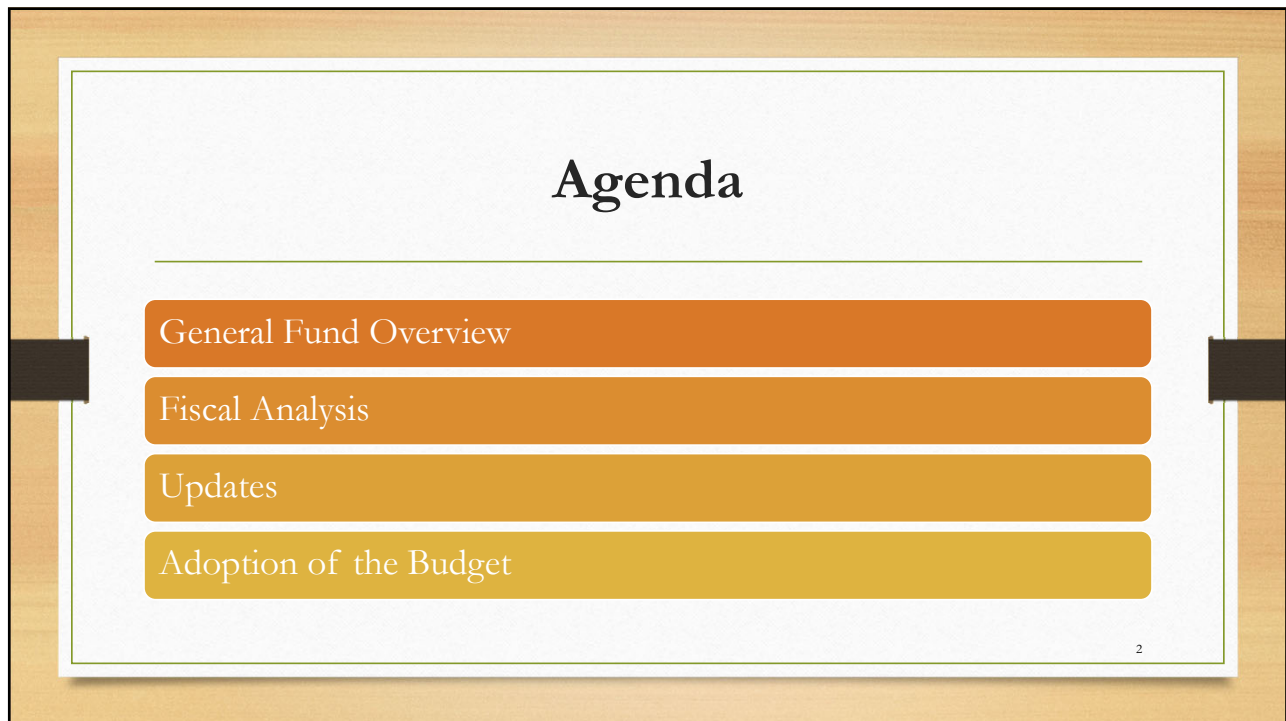 Agenda
General Fund Overview
Fiscal Analysis
Updates
Adoption of the Budget
2